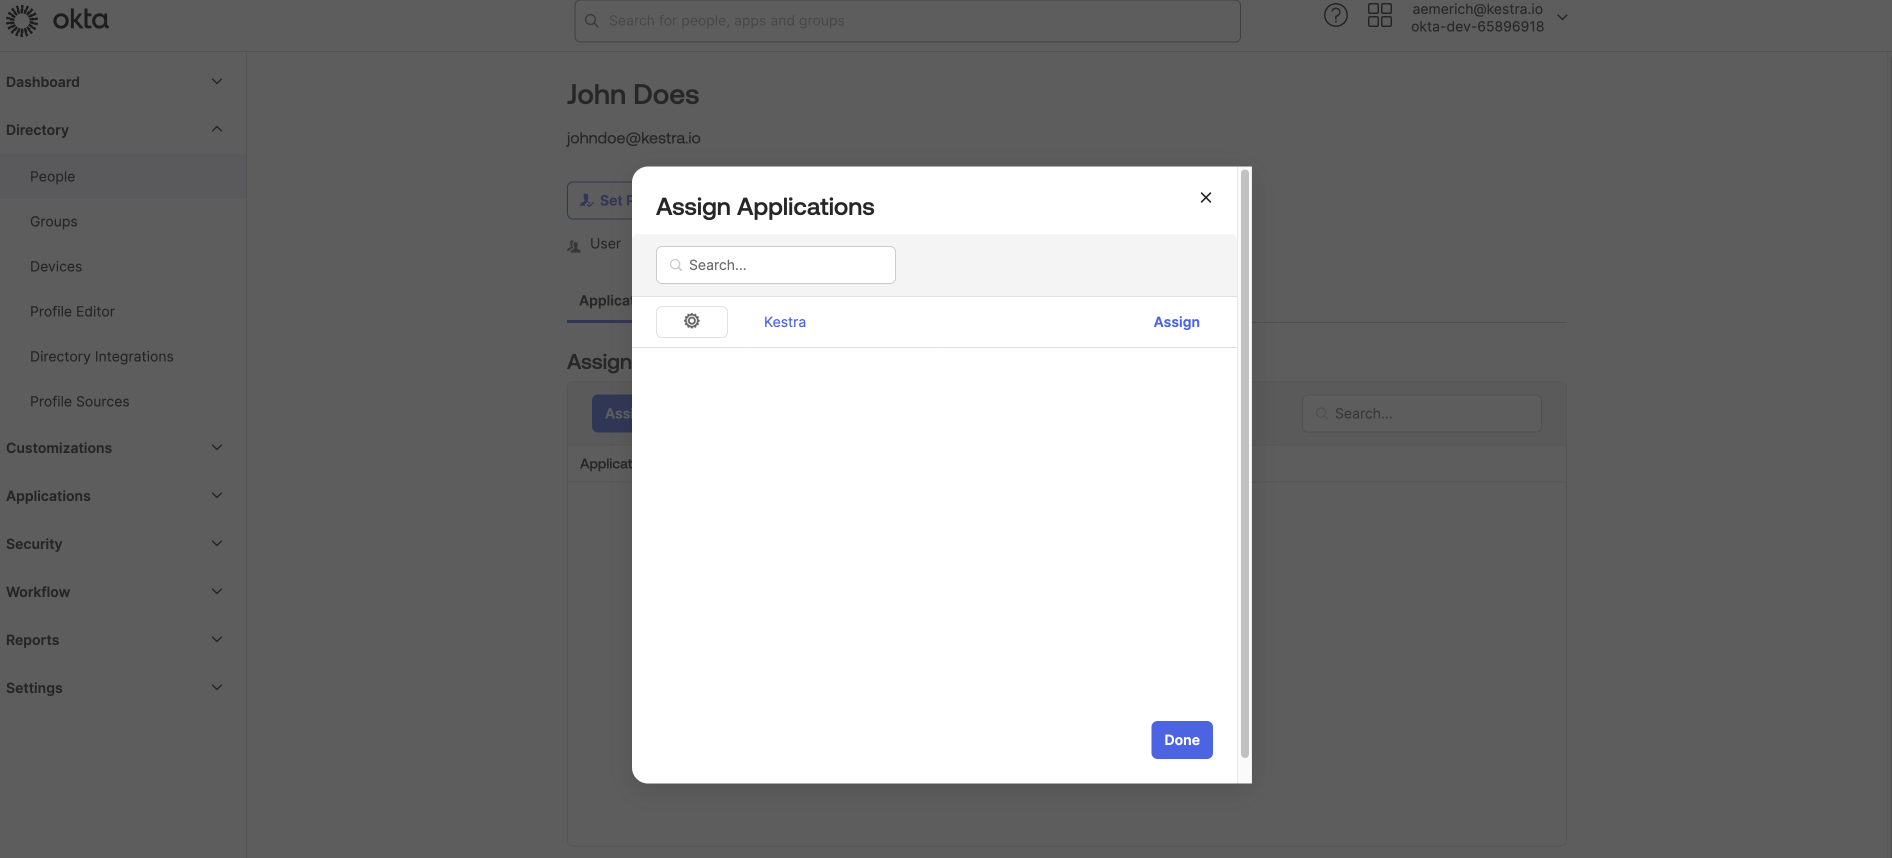 okta
Search for people, apps and groups
aemerich@kestra.io
okta-dev-65896918
Dashboard
Directory
People
Groups
Devices
Profile Editor
Directory Integrations
Profile Sources
Customizations
Applications
Security
Workflow
Reports
Settings
John Does
johndoe@kestra.io
Set
User
Applicat
Assign
Assi
Search...
Applicat
Assign Applications
Search...
Kestra
Assign
Done